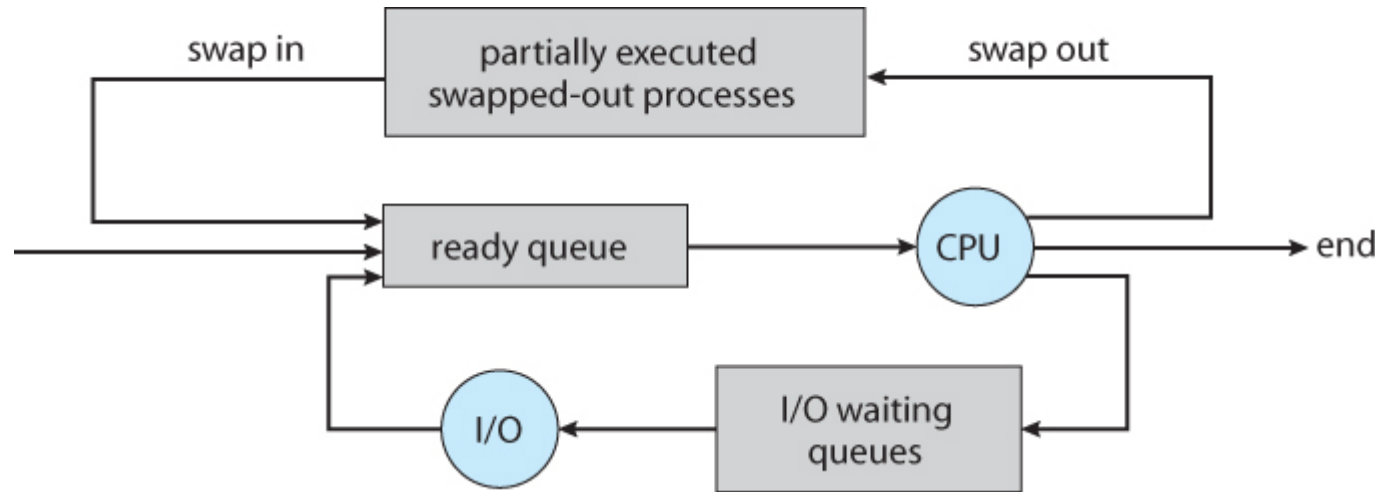 swap in
partially executed
swapped-out processes
swap out
ready queue
CPU
end
I/O
I/O waiting
queues